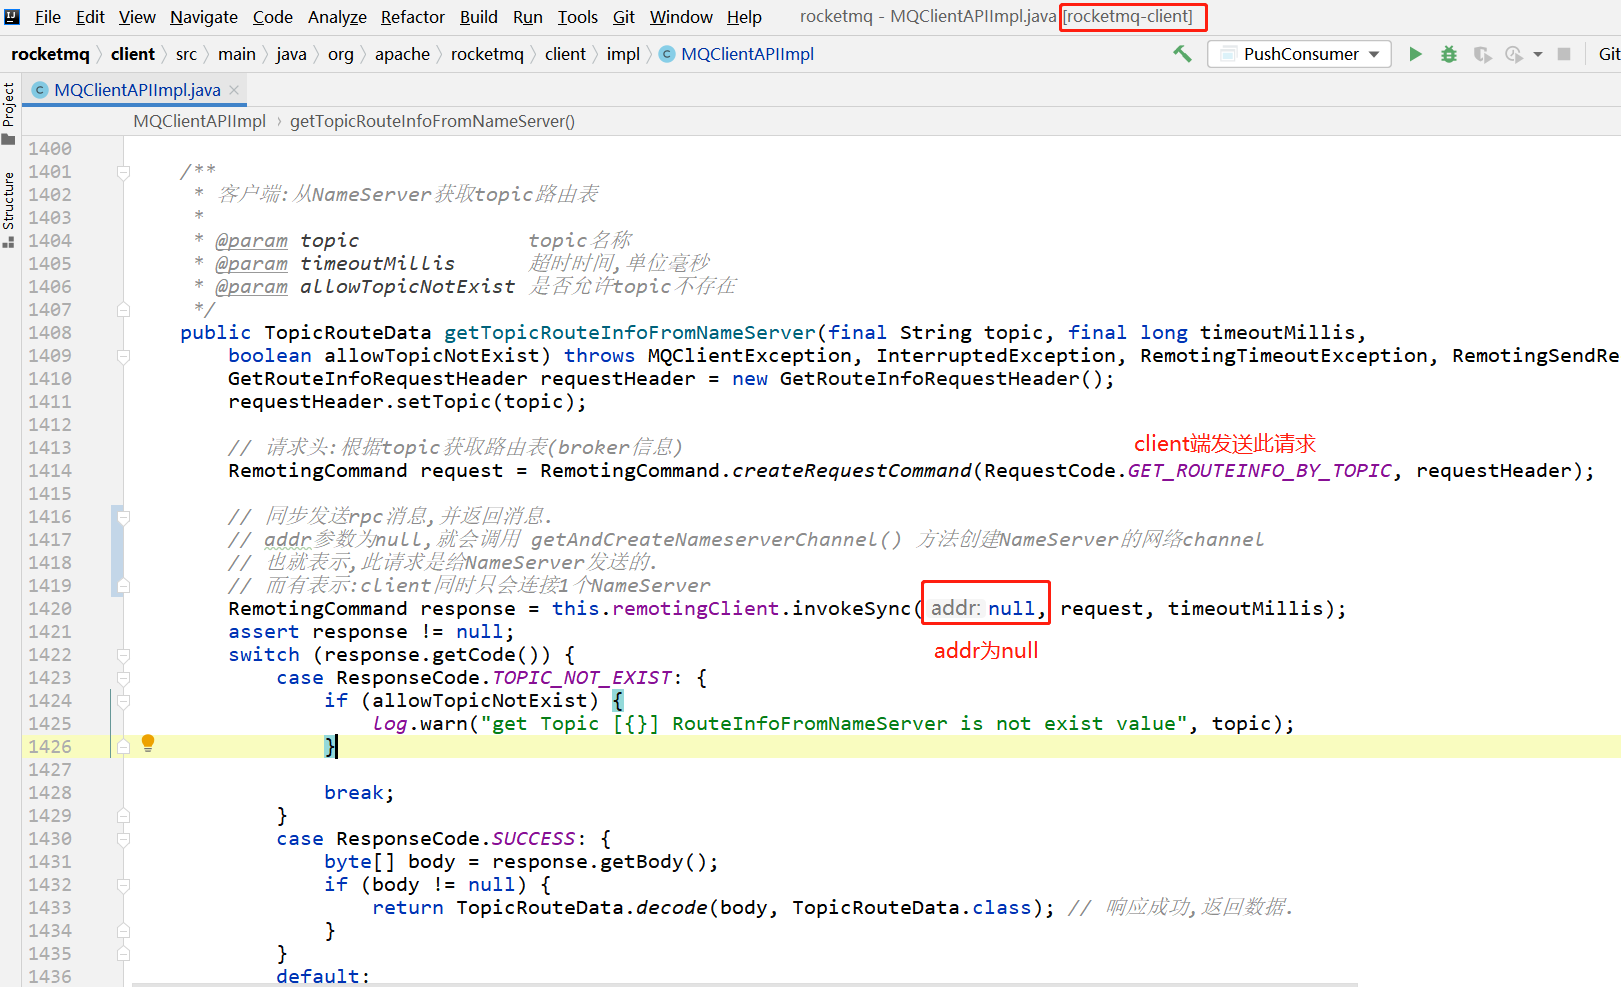 File Edit View Navigate Code Analyze Refactor Build Run Tools Git Window Help rocketmq - MQClientAPIImpl.java [rocketmq-client]
rocketmq client src main java org apache rocketmq client impl MQClientAPIImpl PushConsumer Git
Project
Structure
MQClientAPIImpl.java
MQClientAPIImpl › getTopicRouteInfoFromNameServer()
1400
1401 /**
1402 * 客户端:从NameServer获取topic路由表
1403 *
1404 * @param topic topic名称
1405 * @param timeoutMillis 超时时间,单位毫秒
1406 * @param allowTopicNotExist 是否允许topic不存在
1407 */
1408 public TopicRouteData getTopicRouteInfoFromNameServer(final String topic, final long timeoutMillis,
1409 boolean allowTopicNotExist) throws MQClientException, InterruptedException, RemotingTimeoutException, RemotingSendRe
1410 GetRouteInfoRequestHeader requestHeader = new GetRouteInfoRequestHeader();
1411 requestHeader.setTopic(topic);
1412
1413 // 请求头:根据topic获取路由表(broker信息)
client端发送此请求
1414 RemotingCommand request = RemotingCommand.createRequestCommand(RequestCode.GET_ROUTEINFO_BY_TOPIC, requestHeader);
1415
1416 // 同步发送rpc消息,并返回消息.
1417 // addr参数为null,就会调用 getAndCreateNameserverChannel() 方法创建NameServer的网络channel
1418 // 也就表示,此请求是给NameServer发送的.
1419 // 而有表示:client同时只会连接1个NameServer
1420 RemotingCommand response = this.remotingClient.invokeSync( addr: null, request, timeoutMillis);
1421 assert response != null;
1422 switch (response.getCode()) {
addr为null
1423 case ResponseCode.TOPIC_NOT_EXIST: {
1424 if (allowTopicNotExist) {
1425 log.warn("get Topic [{}] RouteInfoFromNameServer is not exist value", topic);
1426 }
1427
1428 break;
1429 }
1430 case ResponseCode.SUCCESS: {
1431 byte[] body = response.getBody();
1432 if (body != null) {
1433 return TopicRouteData.decode(body, TopicRouteData.class); // 响应成功,返回数据.
1434 }
1435 }
1436 default: